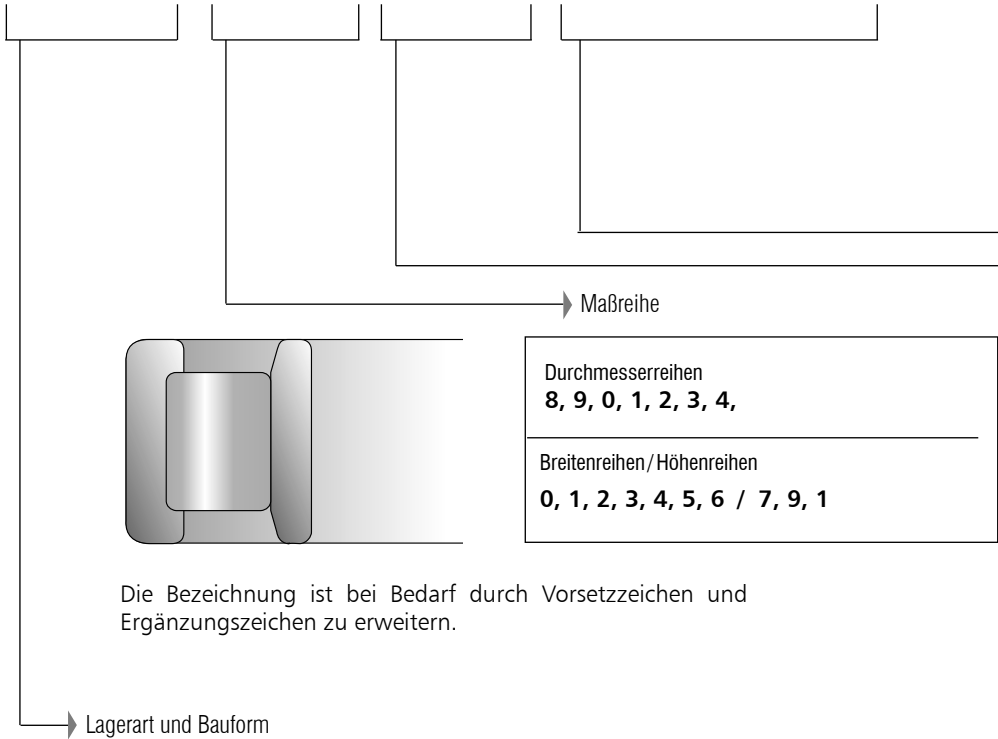 Maßreihe
Durchmesserreihen
8, 9, 0, 1, 2, 3, 4,
Breitenreihen/Höhenreihen
0, 1, 2, 3, 4, 5, 6 / 7, 9, 1
Die Bezeichnung ist bei Bedarf durch Vorsetzzeichen und
Ergänzungszeichen zu erweitern.
Lagerart und Bauform